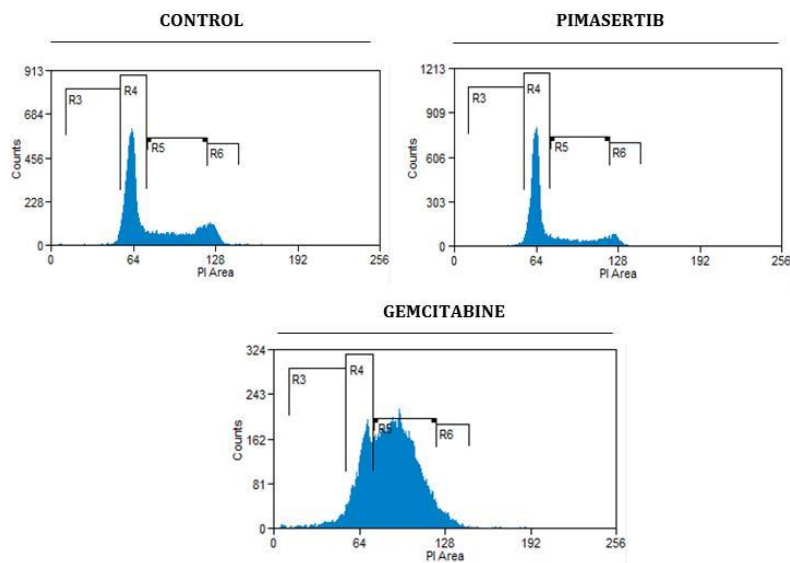 CONTROL
913
684
456
228
0
Counts
R3
R4
R5
R6
0 64 128 192 256
PI Area
PIMASERTIB
1213
909
606
303
0
Counts
R3
R4
R5
R6
0 64 128 192 256
PI Area
GEMCITABINE
324
243
162
81
0
Counts
R3
R4
R5
R6
0 64 128 192 256
PI Area